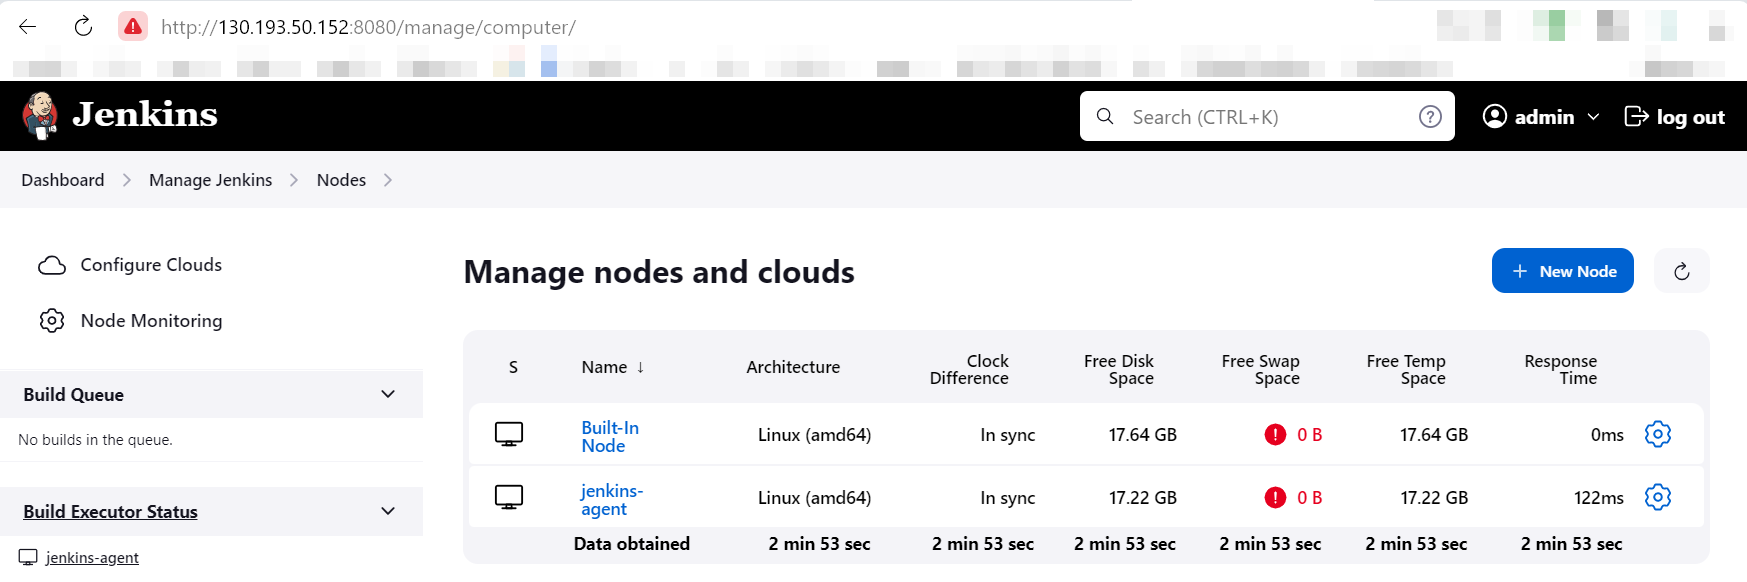 http://130.193.50.152:8080/manage/computer/
Jenkins
Search (CTRL+K)
?
admin
log out
Dashboard
Manage Jenkins
Nodes
Configure Clouds
Node Monitoring
Build Queue
No builds in the queue.
Build Executor Status
jenkins-agent
Manage nodes and clouds
+ New Node
S
Name ↓
Architecture
Clock
Difference
Free Disk
Space
Free Swap
Space
Free Temp
Space
Response
Time
Built-In
Node
Linux (amd64)
In sync
17.64 GB
! 0 B
17.64 GB
0ms
jenkins-
agent
Linux (amd64)
In sync
17.22 GB
! 0 B
17.22 GB
122ms
Data obtained
2 min 53 sec
2 min 53 sec
2 min 53 sec
2 min 53 sec
2 min 53 sec
2 min 53 sec